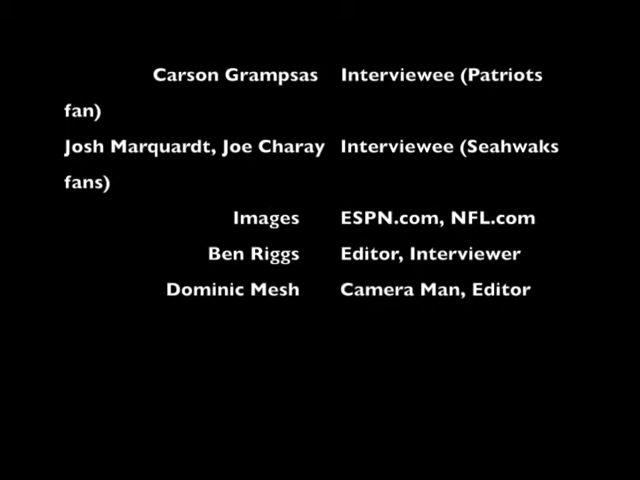 Carson Grampsas Interviewee (Patriots
fan)
Josh Marquardt, Joe Charay Interviewee (Seahwaks
fans)
Images ESPN.com, NFL.com
Ben Riggs Editor, Interviewer
Dominic Mesh Camera Man, Editor